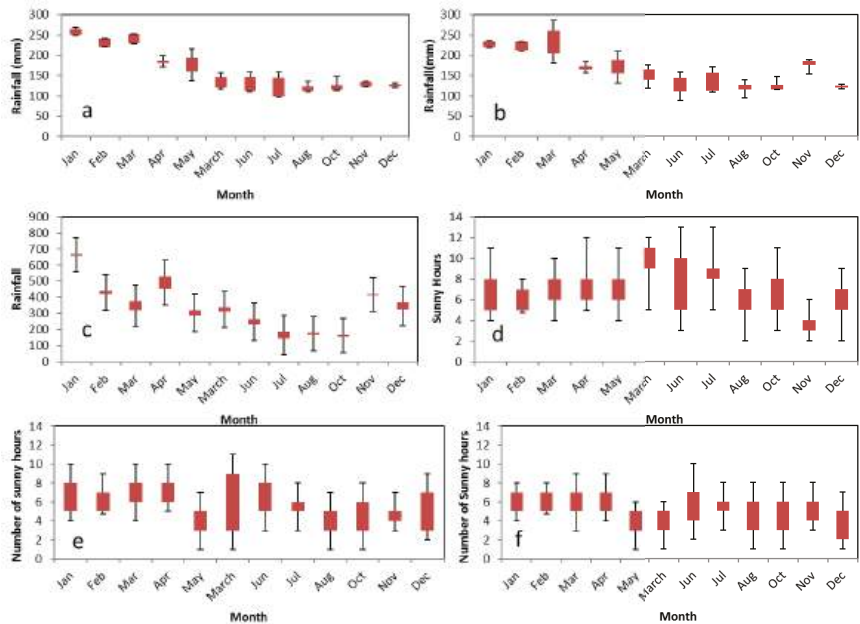 300
250
200
150
100
50
0
Rainfall(mm)
a
Jan Feb Mar Apr May March Jun Jul Aug Oct Nov Dec
Month
300
250
200
150
100
50
0
Rainfall(mm)
b
Jan Feb Mar Apr May March Jun Jul Aug Oct Nov Dec
Month
900
800
700
600
500
400
300
200
100
0
Rainfall
c
Jan Feb Mar Apr May March Jun Jul Aug Oct Nov Dec
Month
14
12
10
8
6
4
2
0
Sunny Hours
d
Jan Feb Mar Apr May March Jun Jul Aug Oct Nov Dec
Month
14
12
10
8
6
4
2
0
Number of sunny hours
e
Jan Feb Mar Apr May March Jun Jul Aug Oct Nov Dec
Month
14
12
10
8
6
4
2
0
Number of Sunny hours
f
Jan Feb Mar Apr May March Jun Jul Aug Oct Nov Dec
Month